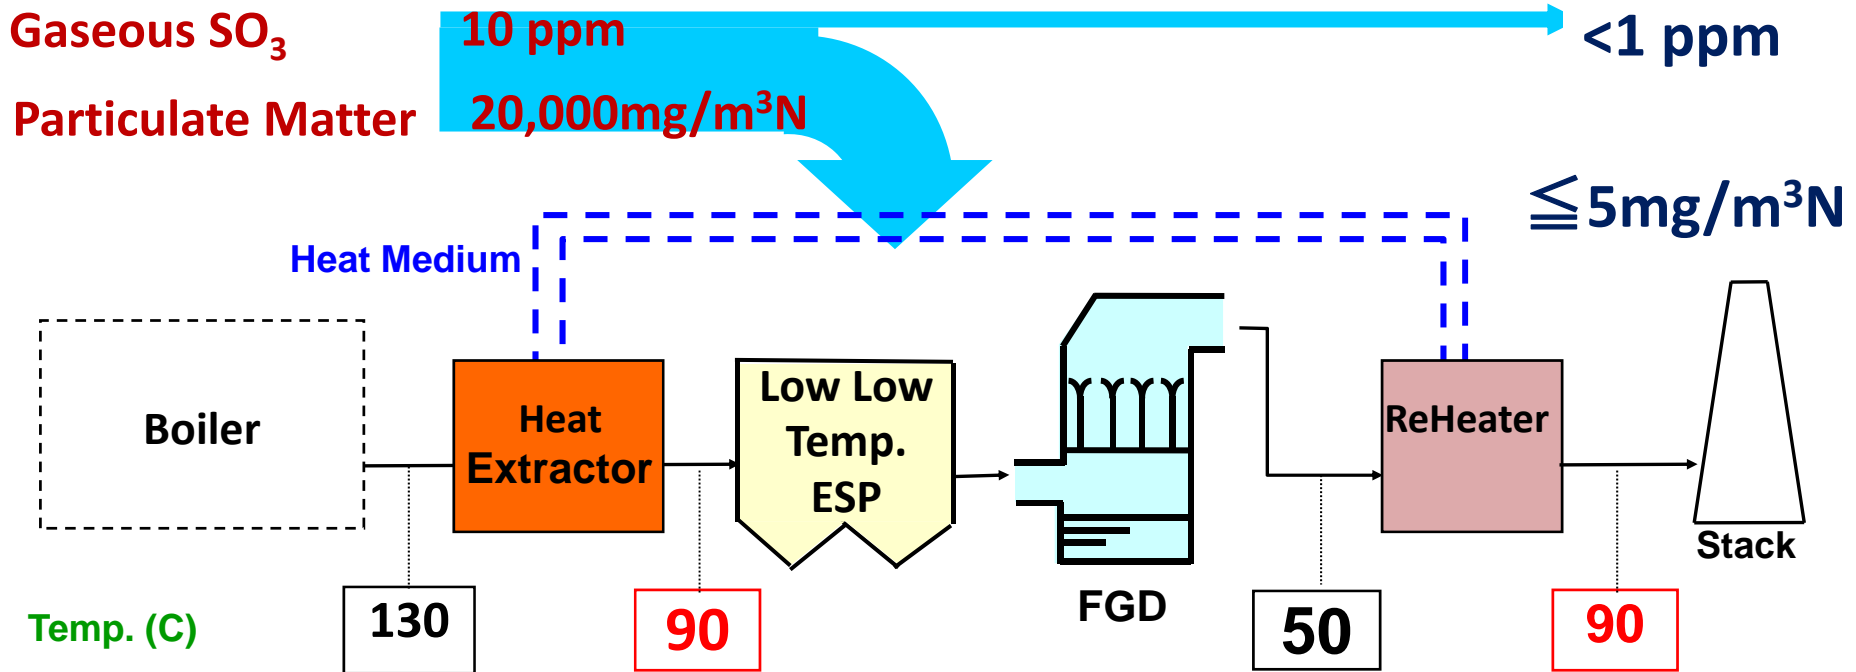 Gaseous SO₃ 10 ppm <1 ppm
Particulate Matter 20,000mg/m³N
≦5mg/m³N
Heat Medium
Boiler
Heat
Extractor
Low Low
Temp.
ESP
FGD
ReHeater
Stack
Temp. (C) 130 90 50 90